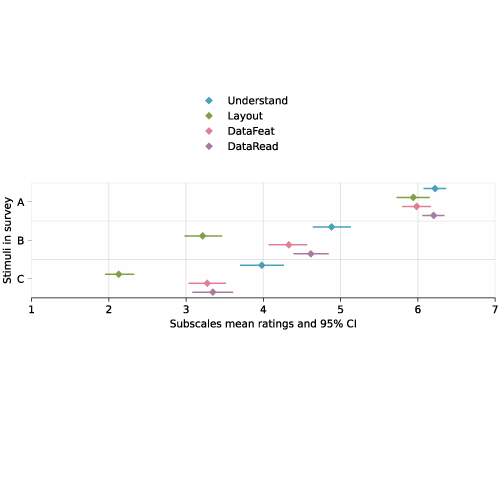 Understand
Layout
DataFeat
DataRead
Stimuli in survey
A
B
C
1 2 3 4 5 6 7
Subscales mean ratings and 95% CI